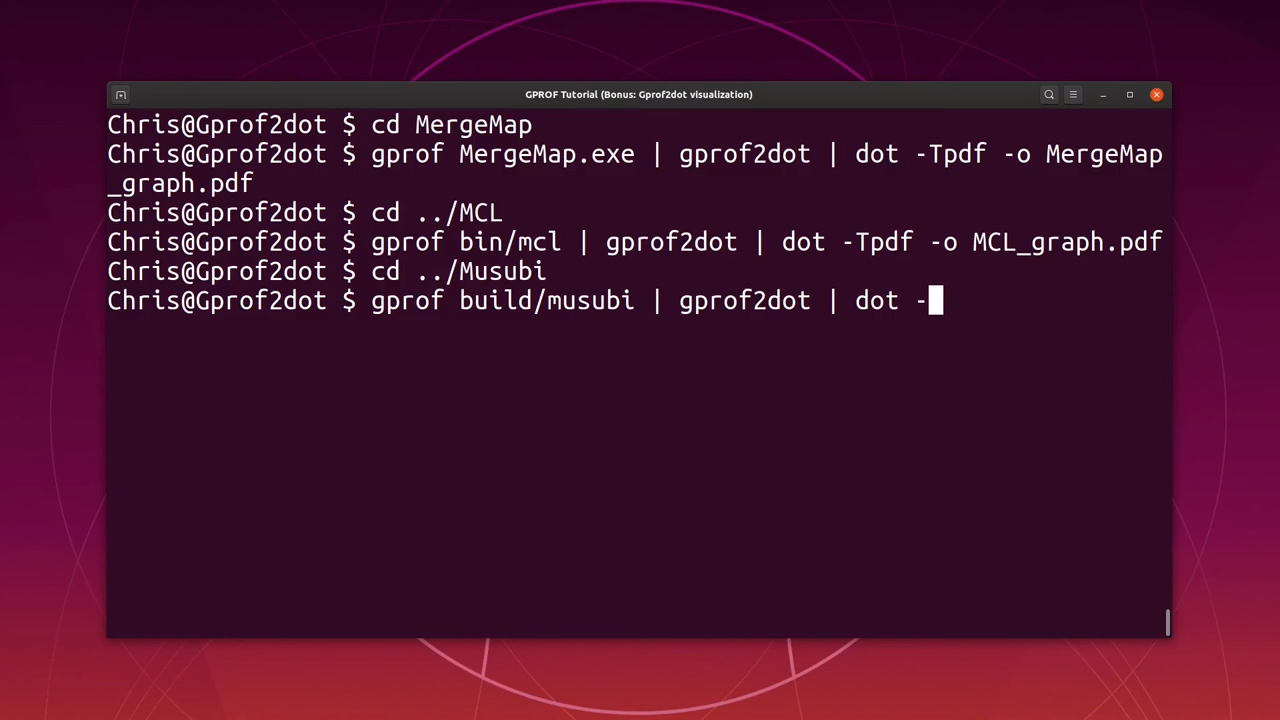 GPROF Tutorial (Bonus: Gprof2dot visualization)
Chris@Gprof2dot $ cd MergeMap
Chris@Gprof2dot $ gprof MergeMap.exe | gprof2dot | dot -Tpdf -o MergeMap
_graph.pdf
Chris@Gprof2dot $ cd ../MCL
Chris@Gprof2dot $ gprof bin/mcl | gprof2dot | dot -Tpdf -o MCL_graph.pdf
Chris@Gprof2dot $ cd ../Musubi
Chris@Gprof2dot $ gprof build/musubi | gprof2dot | dot -